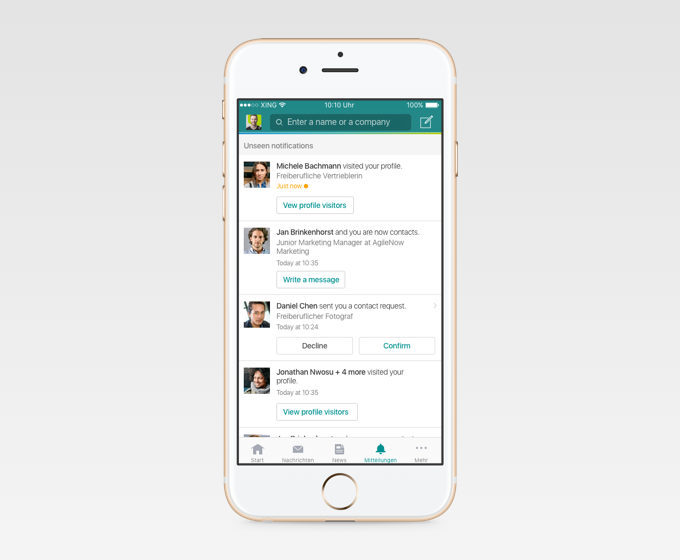 XING 10:10 Uhr 100%
Enter a name or a company
Unseen notifications
Michele Bachmann visited your profile.
Freiberufliche Vertrieblerin
Just now
Vew profile visitors
Jan Brinkenhorst and you are now contacts.
Junior Marketing Manager at AgileNow
Marketing
Today at 10:35
Write a message
Daniel Chen sent you a contact request.
Freiberuflicher Fotograf
Today at 10:24
Decline Confirm
Jonathan Nwosu + 4 more visited your
profile.
Today at 10:35
View profile visitors
Start Nachrichten News Mitteilungen Mehr